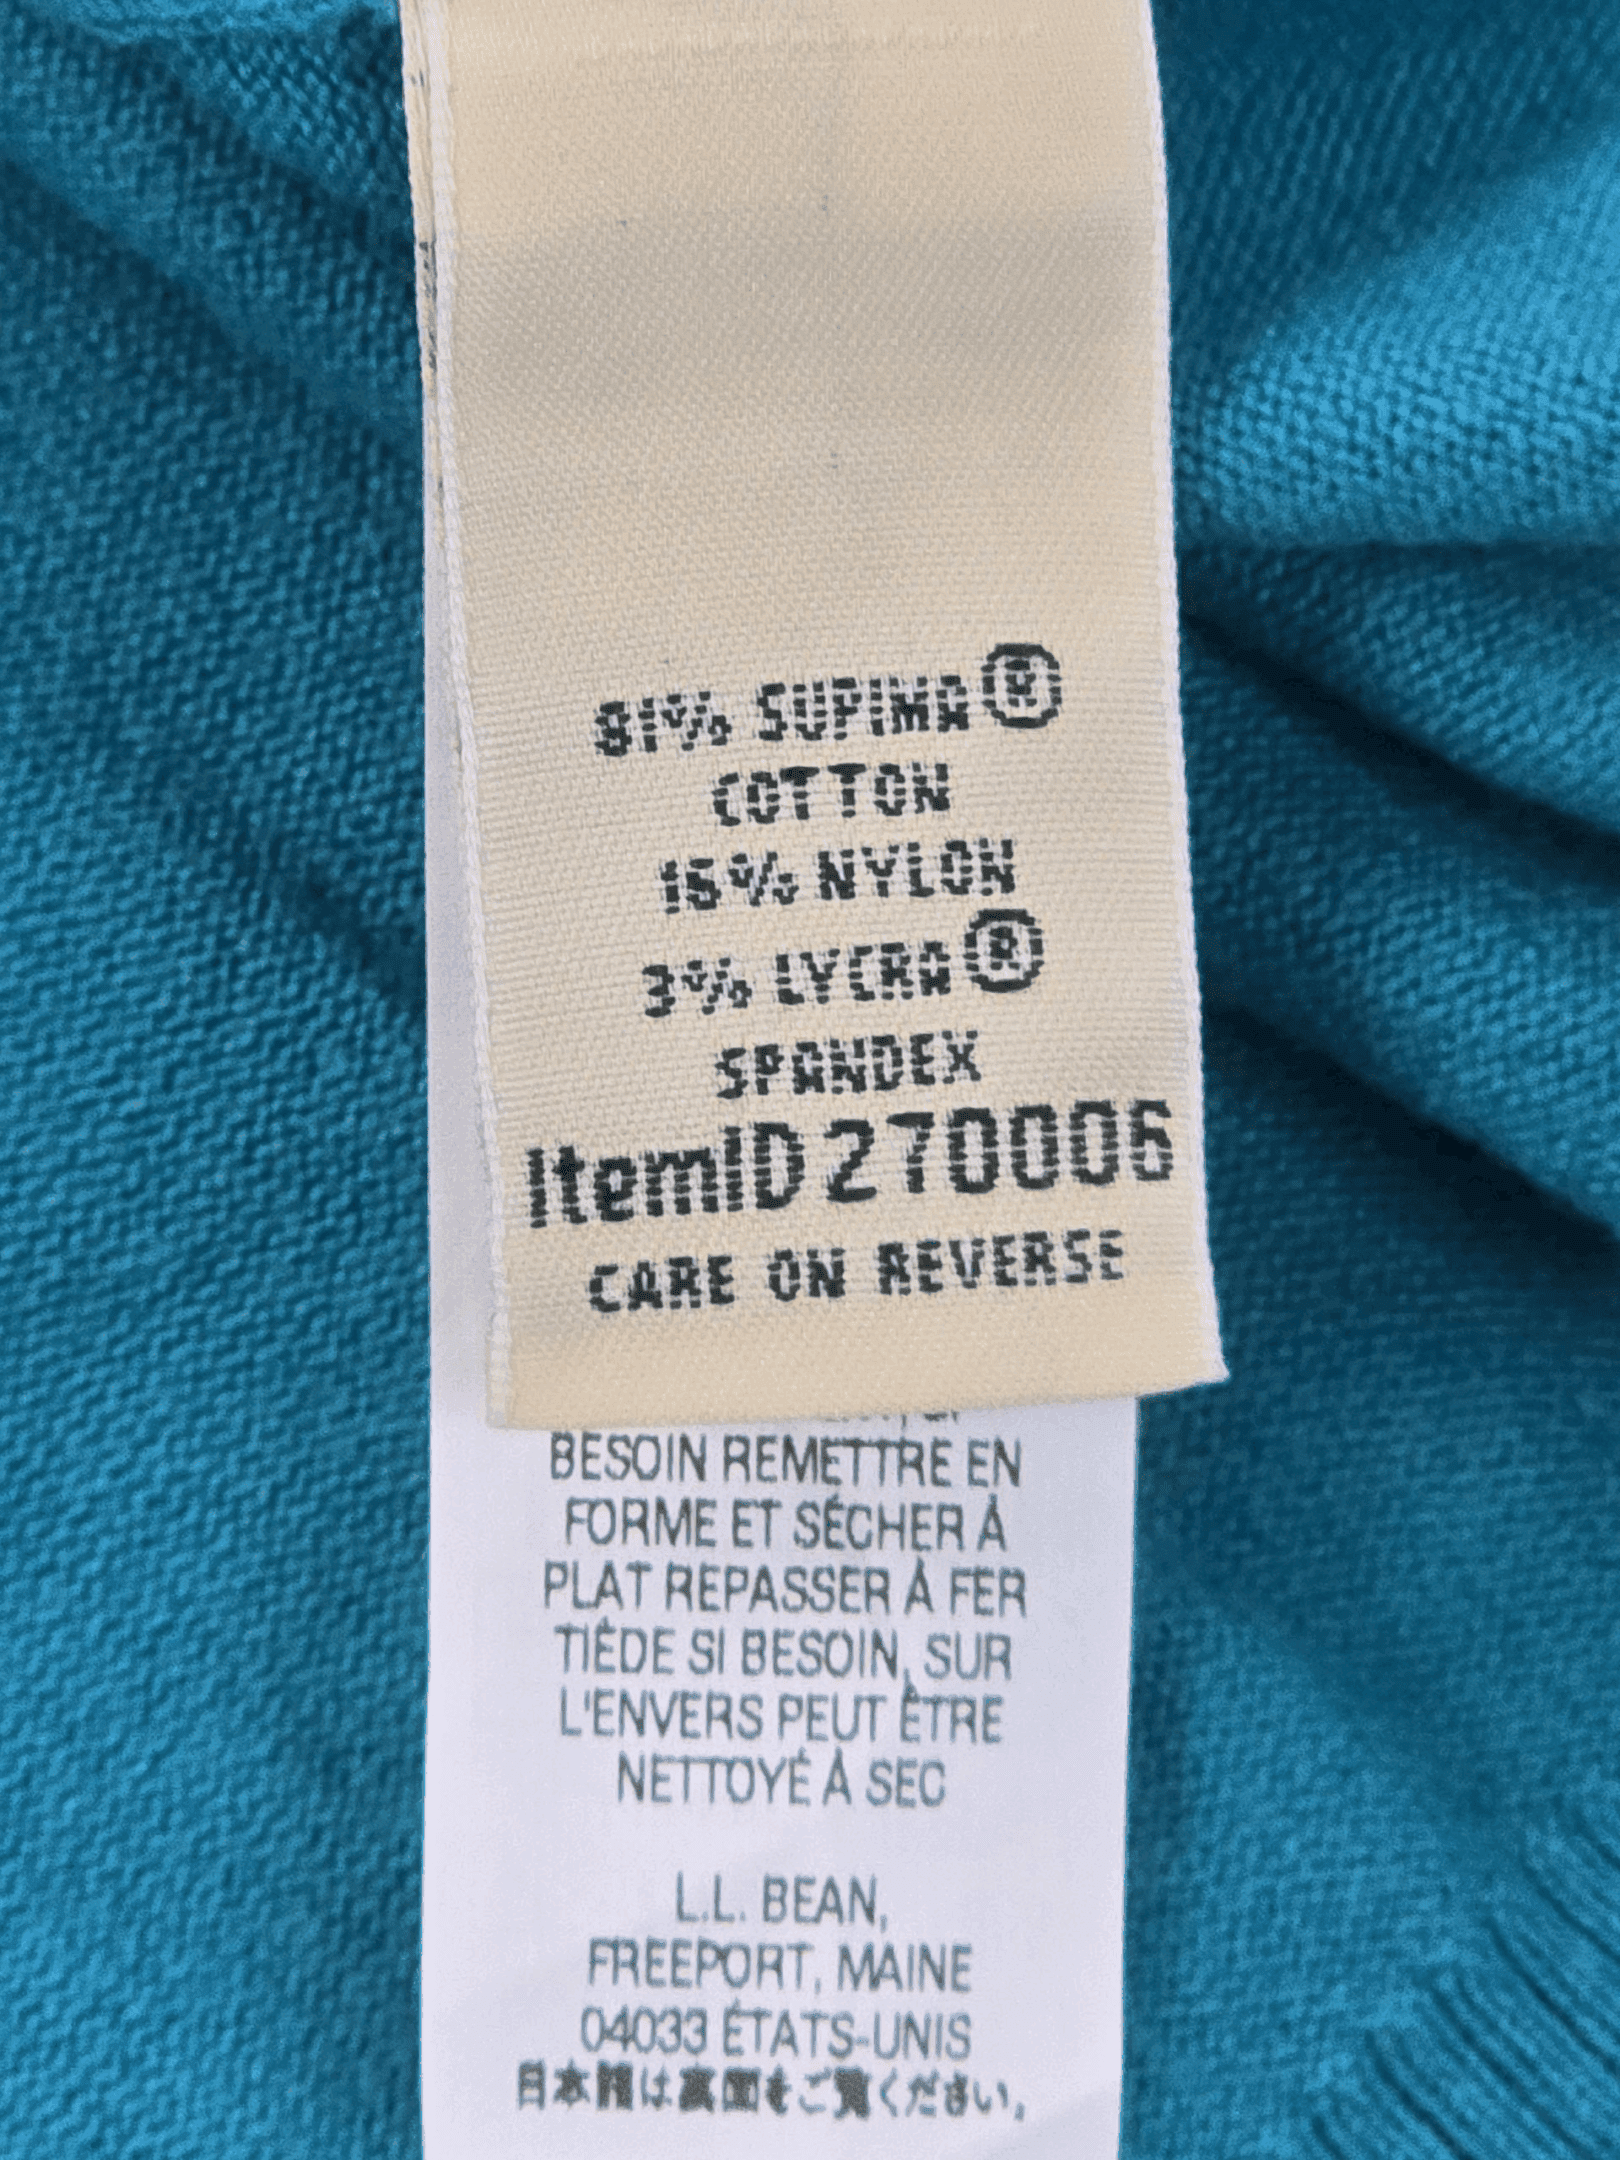 81% SUPIMA®
COTTON
16% NYLON
3% LYCRA®
SPANDEX
ItemID 270006
CARE ON REVERSE
BESOIN REMETTRE EN
FORME ET SÉCHER À
PLAT REPASSER À FER
TIÈDE SI BESOIN, SUR
L'ENVERS PEUT ÊTRE
NETTOYÉ À SEC
L.L. BEAN,
FREEPORT, MAINE
04033 ÉTATS-UNIS
日本語は裏面をご覧ください。